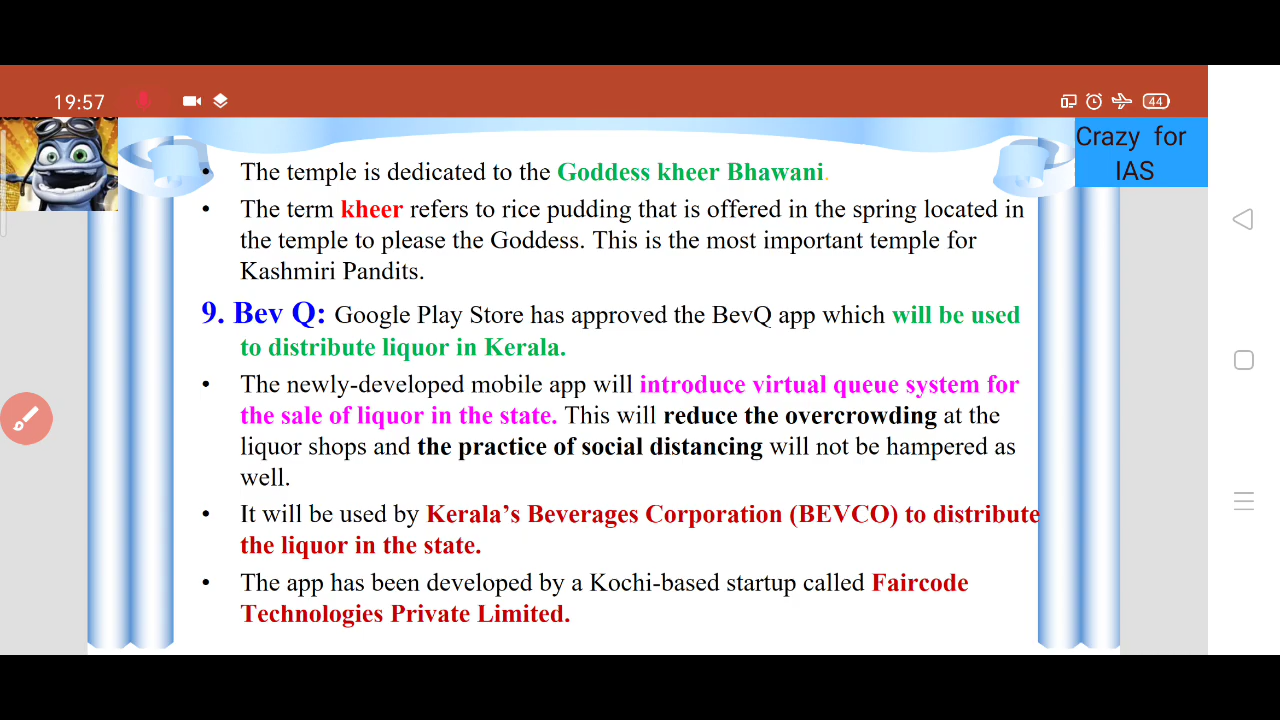 19:57
44
Crazy for
IAS
• The temple is dedicated to the Goddess kheer Bhawani.
• The term kheer refers to rice pudding that is offered in the spring located in
the temple to please the Goddess. This is the most important temple for
Kashmiri Pandits.
9. Bev Q: Google Play Store has approved the BevQ app which will be used
to distribute liquor in Kerala.
• The newly-developed mobile app will introduce virtual queue system for
the sale of liquor in the state. This will reduce the overcrowding at the
liquor shops and the practice of social distancing will not be hampered as
well.
• It will be used by Kerala’s Beverages Corporation (BEVCO) to distribute
the liquor in the state.
• The app has been developed by a Kochi-based startup called Faircode
Technologies Private Limited.